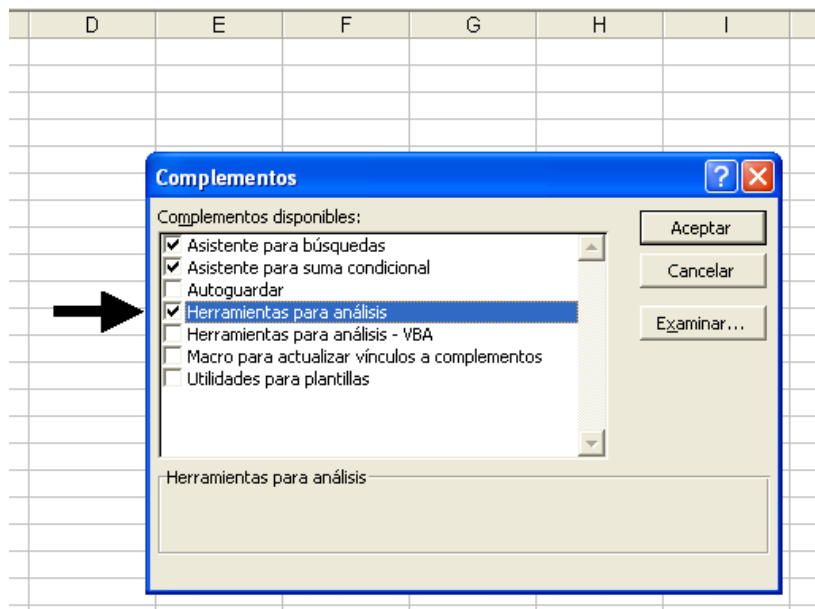 D E F G H I
Complementos
Complementos disponibles:
Asistente para búsquedas
Asistente para suma condicional
Autoguardar
Herramientas para análisis
Herramientas para análisis - VBA
Macro para actualizar vínculos a complementos
Utilidades para plantillas
Aceptar
Cancelar
Examinar...
Herramientas para análisis